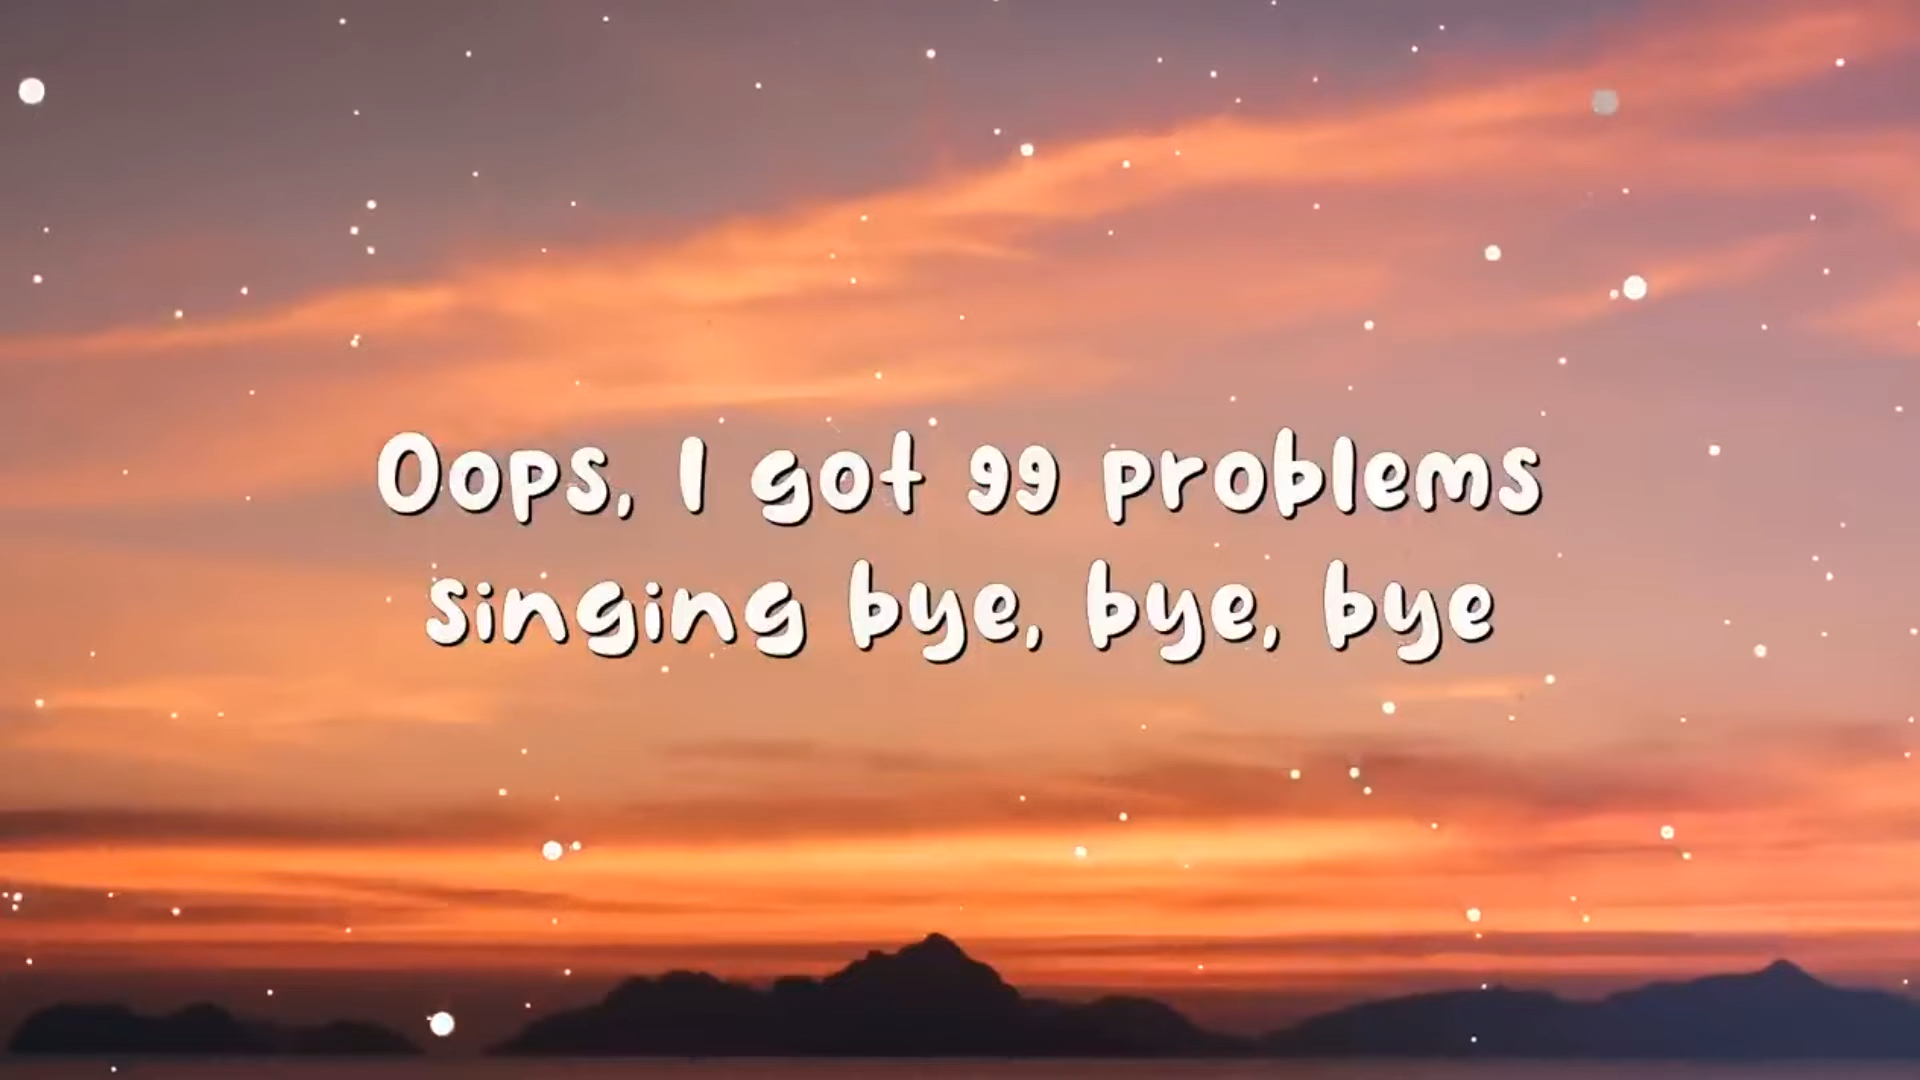 Oops, I got 99 problems
singing bye, bye, bye